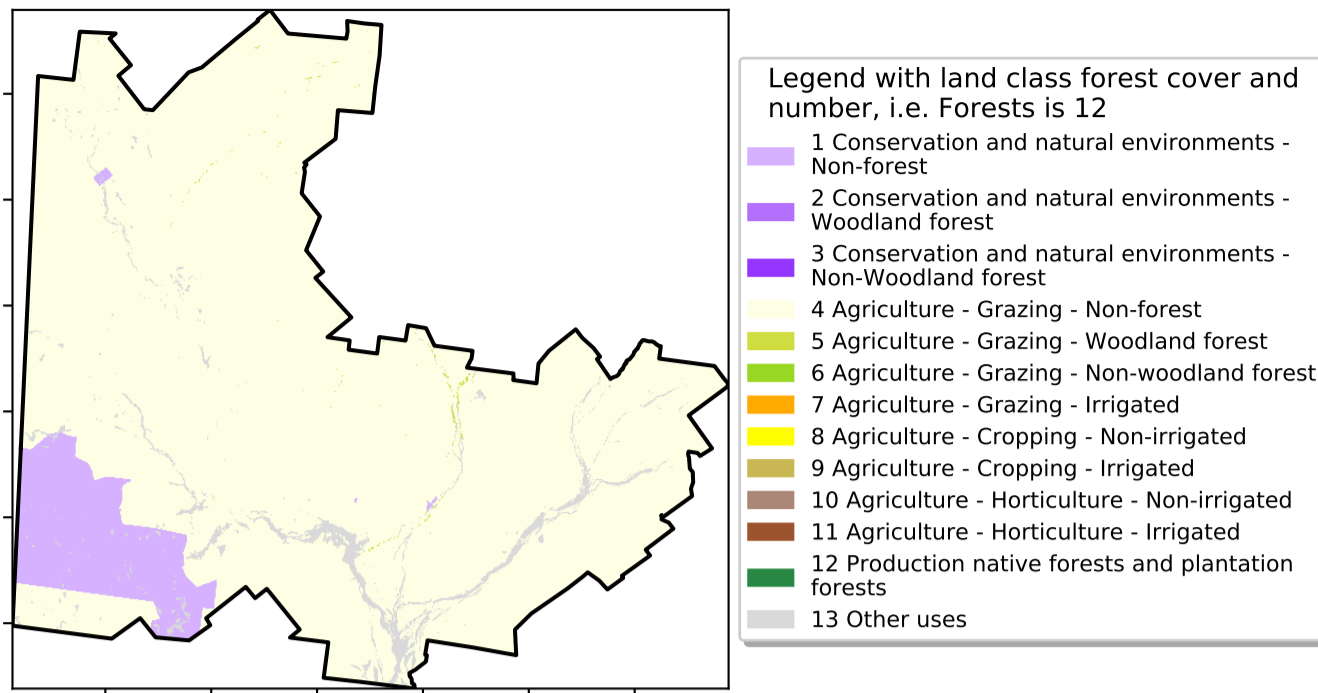 Legend with land class forest cover and
number, i.e. Forests is 12
1 Conservation and natural environments -
Non-forest
2 Conservation and natural environments -
Woodland forest
3 Conservation and natural environments -
Non-Woodland forest
4 Agriculture - Grazing - Non-forest
5 Agriculture - Grazing - Woodland forest
6 Agriculture - Grazing - Non-woodland forest
7 Agriculture - Grazing - Irrigated
8 Agriculture - Cropping - Non-irrigated
9 Agriculture - Cropping - Irrigated
10 Agriculture - Horticulture - Non-irrigated
11 Agriculture - Horticulture - Irrigated
12 Production native forests and plantation
forests
13 Other uses